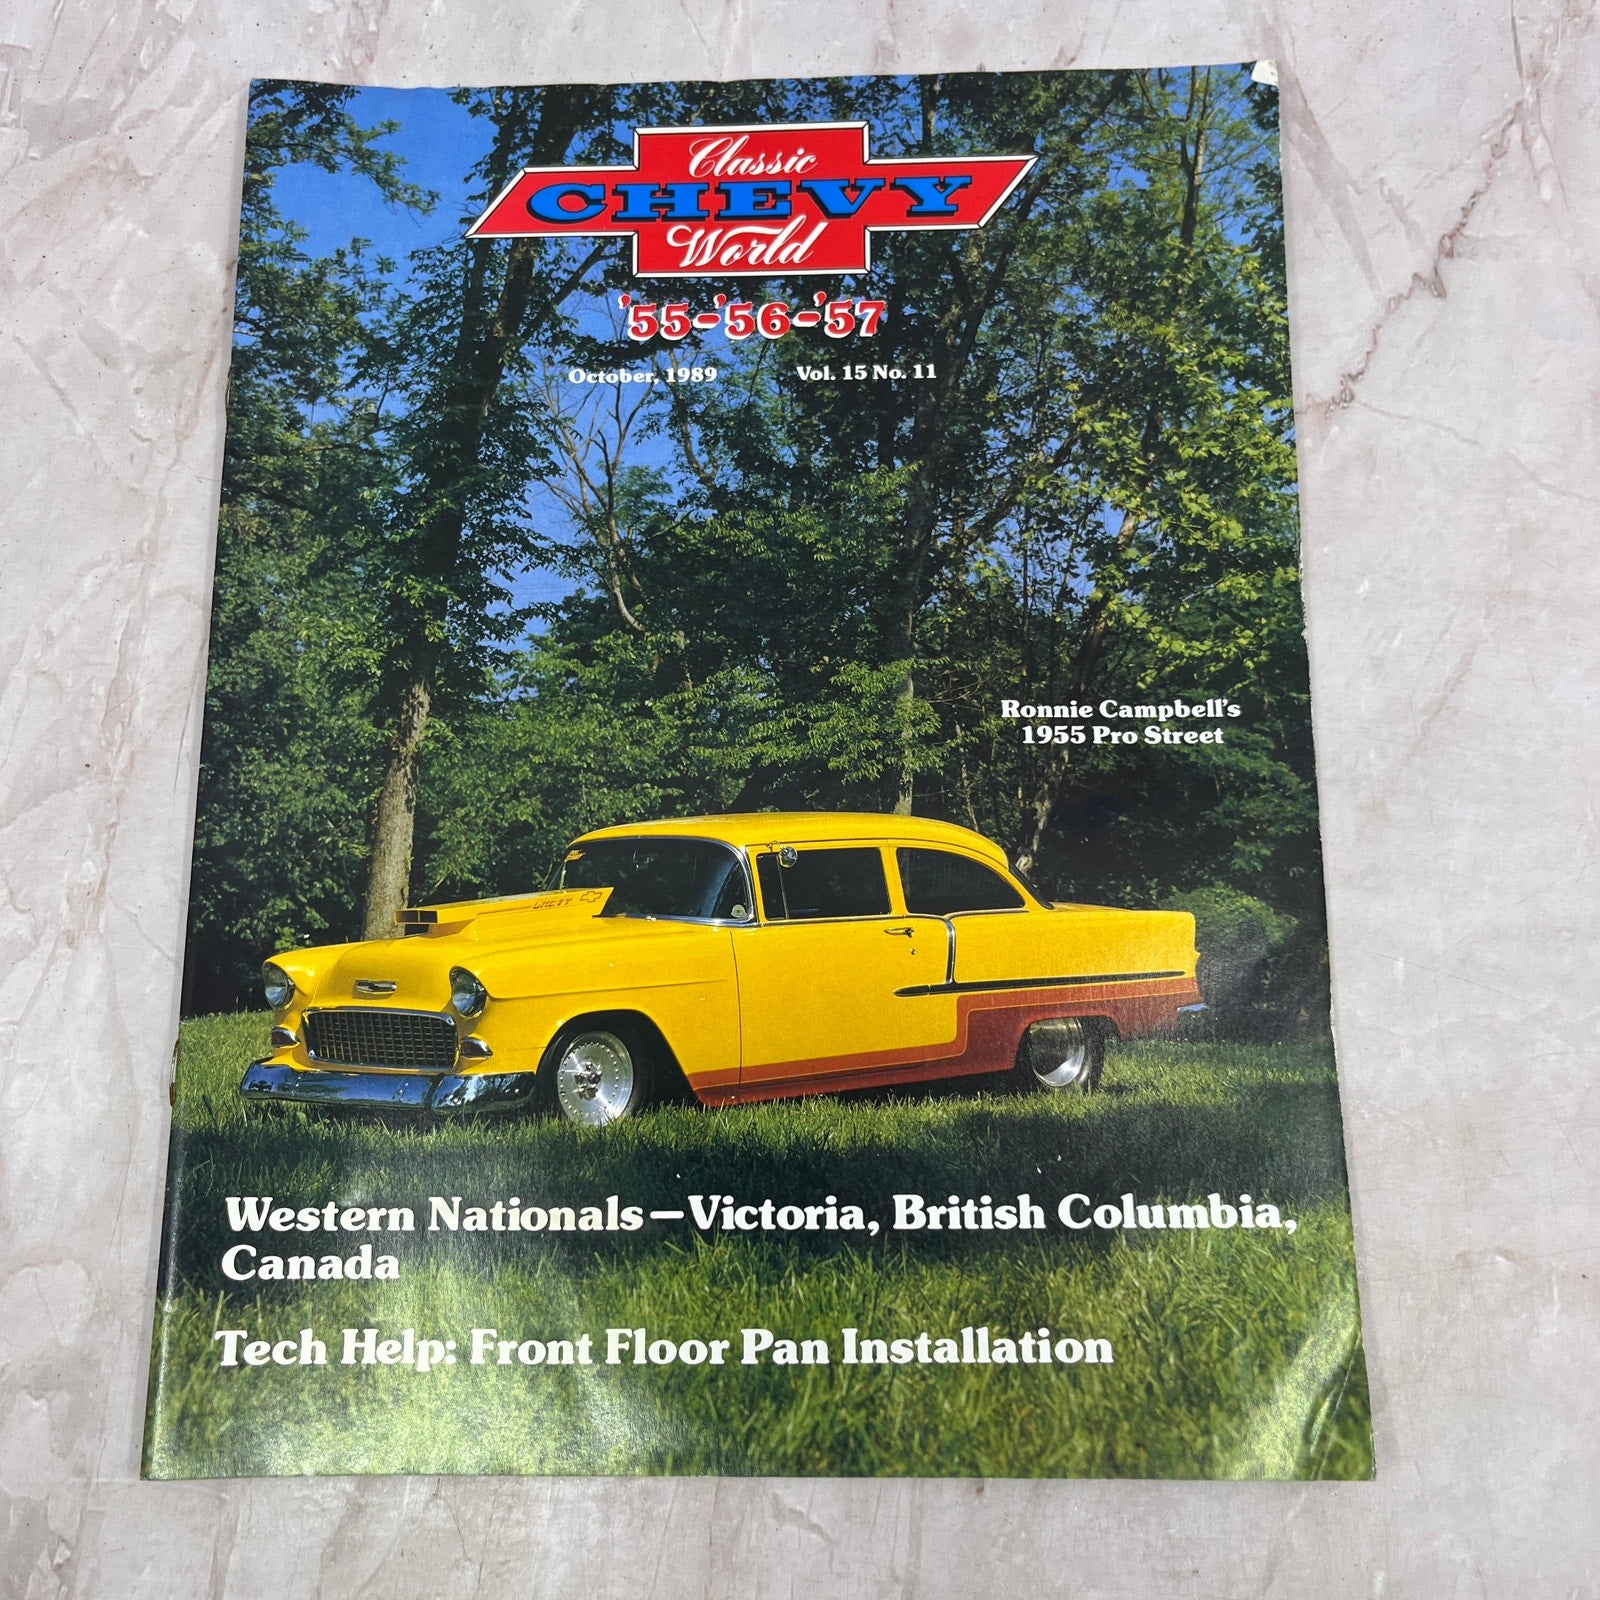 Classic
CHEVY
World
'55-'56-'57
October, 1989 Vol. 15 No. 11
Ronnie Campbell's
1955 Pro Street
CHEVY
Western Nationals—Victoria, British Columbia,
Canada
Tech Help: Front Floor Pan Installation